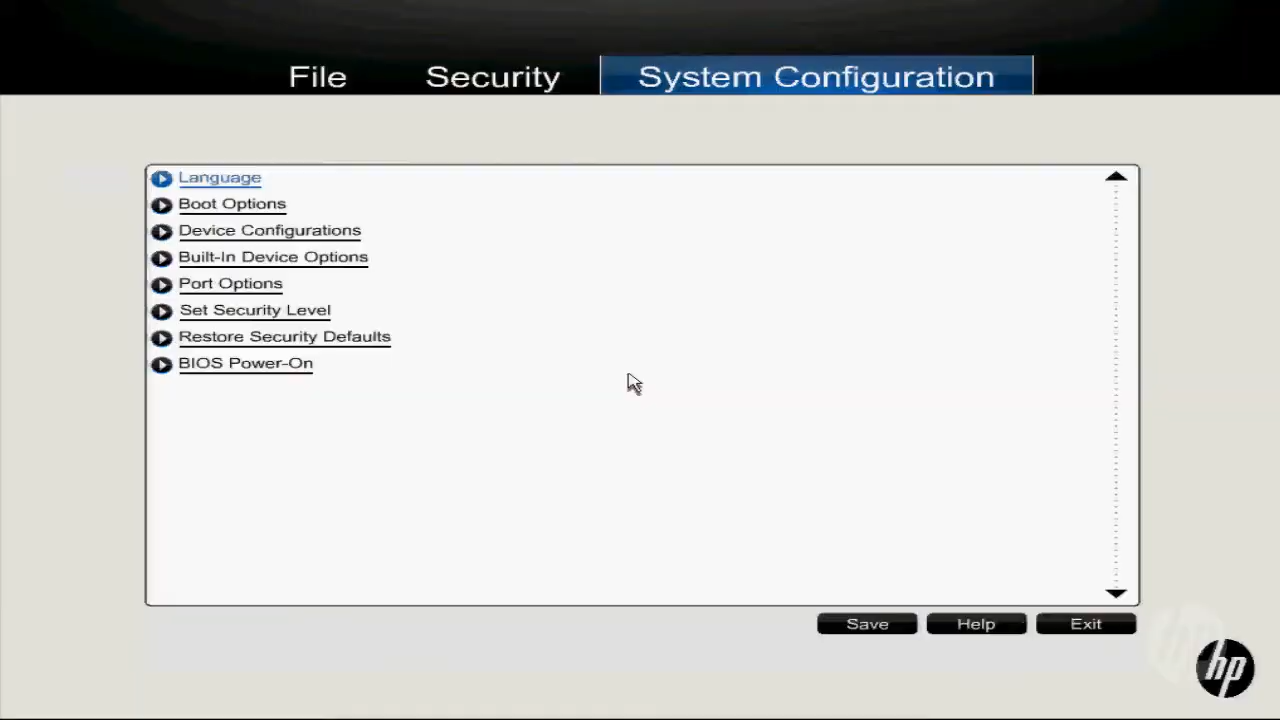 File
Security
System Configuration
Language
Boot Options
Device Configurations
Built-In Device Options
Port Options
Set Security Level
Restore Security Defaults
BIOS Power-On
Save
Help
Exit
hp